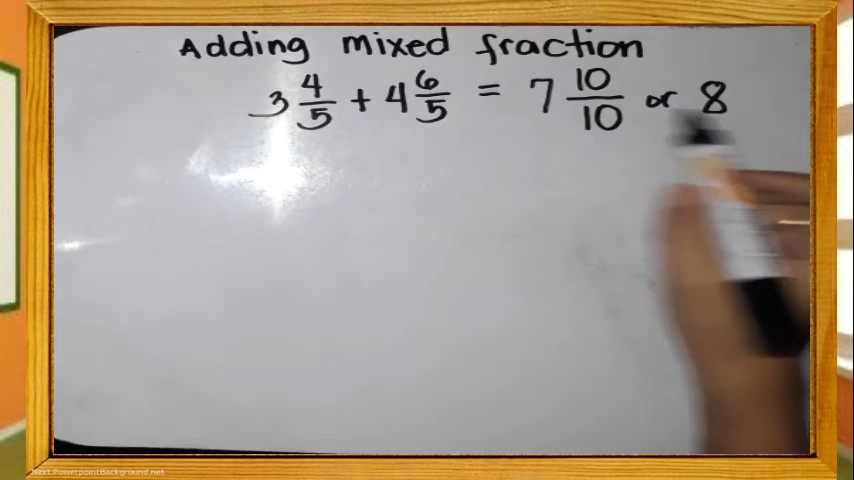 Adding mixed fraction
3 4/5 + 4 6/5 = 7 10/10 or 8
Next.PowerpointBackground.net